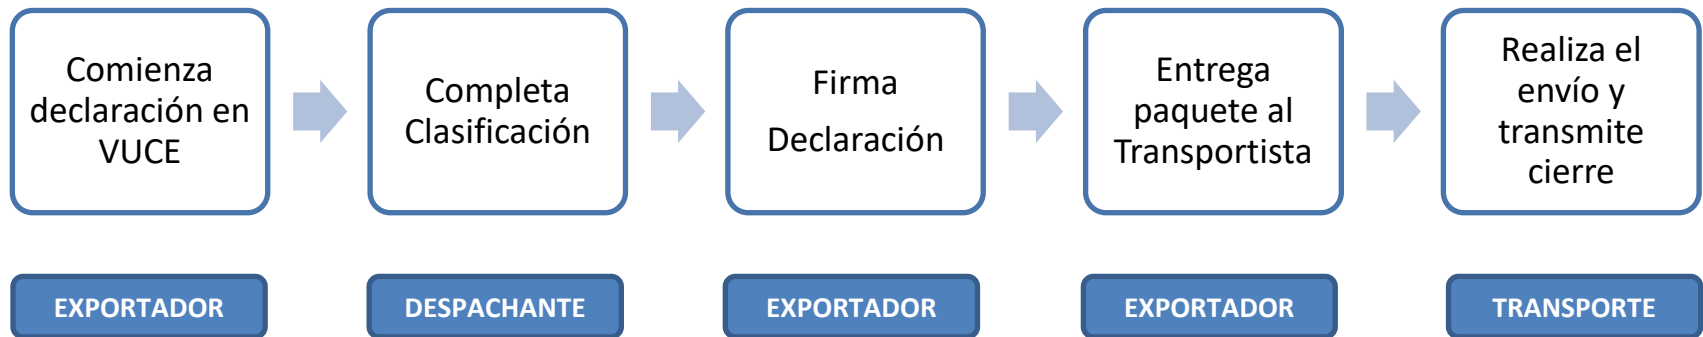 Comienza
declaración en
VUCE
Completa
Clasificación
Firma
Declaración
Entrega
paquete al
Transportista
Realiza el
envío y
transmite
cierre
EXPORTADOR
DESPACHANTE
EXPORTADOR
EXPORTADOR
TRANSPORTE